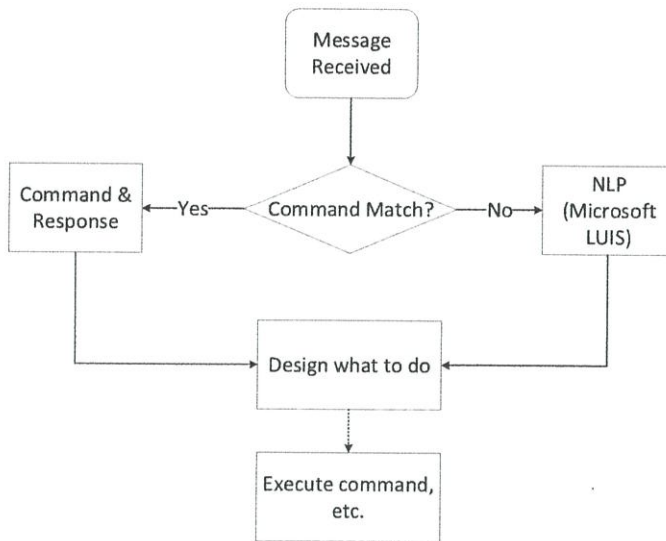 Message
Received
Command &
Response
Yes
Command Match?
No
NLP
(Microsoft
LUIS)
Design what to do
Execute command,
etc.